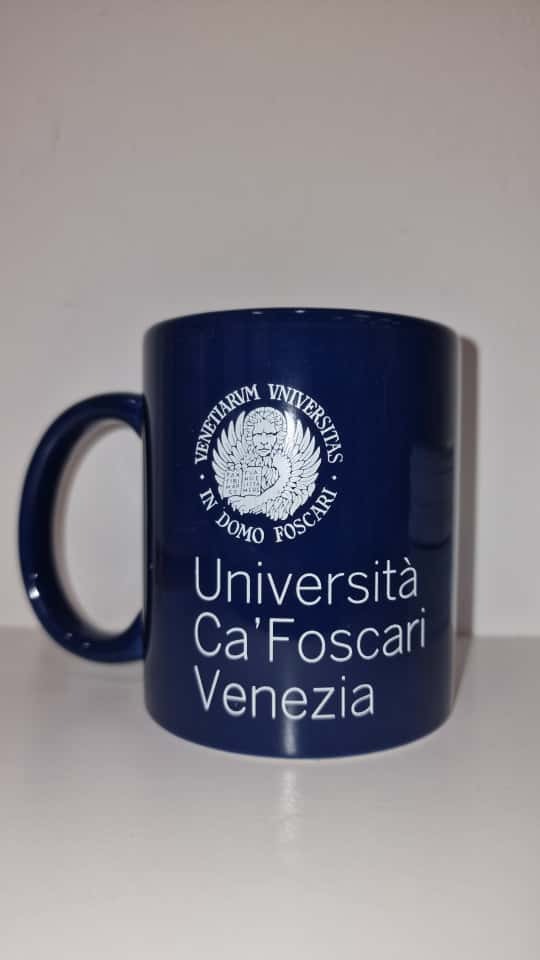 VENETIARVM VNIVERSITAS
· IN DOMO FOSCARI ·
Università
Ca'Foscari
Venezia